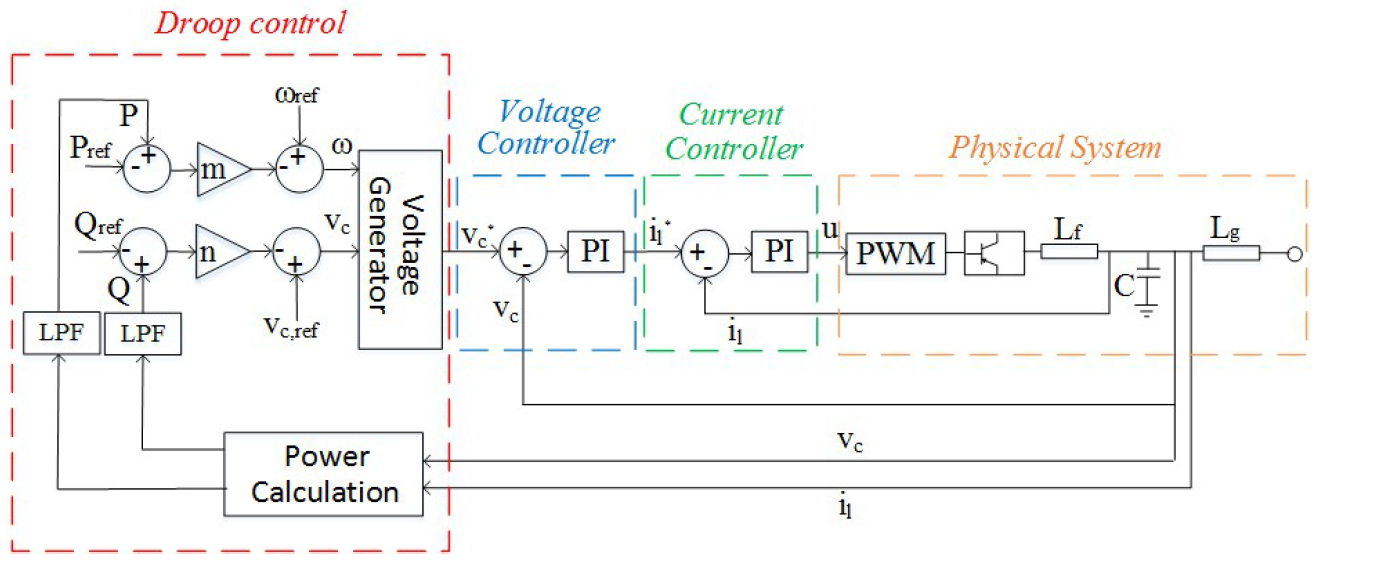 Droop control
ωref
P
Pref
m
ω
Qref
n
vc
Q
vc,ref
LPF
LPF
Voltage
Generator
Power
Calculation
Voltage
Controller
vc*
PI
vc
Current
Controller
il*
PI
u
il
Physical System
PWM
Lf
C
Lg
vc
il